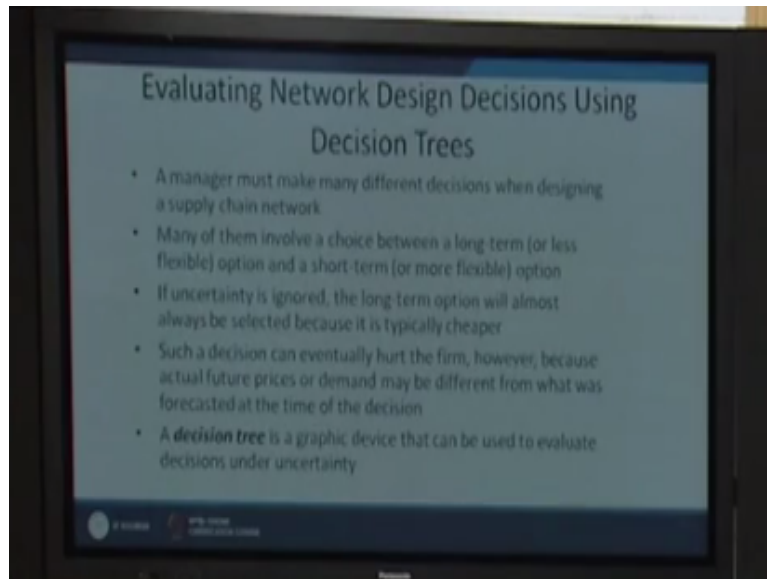 Evaluating Network Design Decisions Using
Decision Trees
• A manager must make many different decisions when designing
a supply chain network
• Many of them involve a choice between a long-term (or less
flexible) option and a short-term (or more flexible) option
• If uncertainty is ignored, the long-term option will almost
always be selected because it is typically cheaper
• Such a decision can eventually hurt the firm, however, because
actual future prices or demand may be different from what was
forecasted at the time of the decision
• A decision tree is a graphic device that can be used to evaluate
decisions under uncertainty
CERTIFICATION COURSE
Panasonic